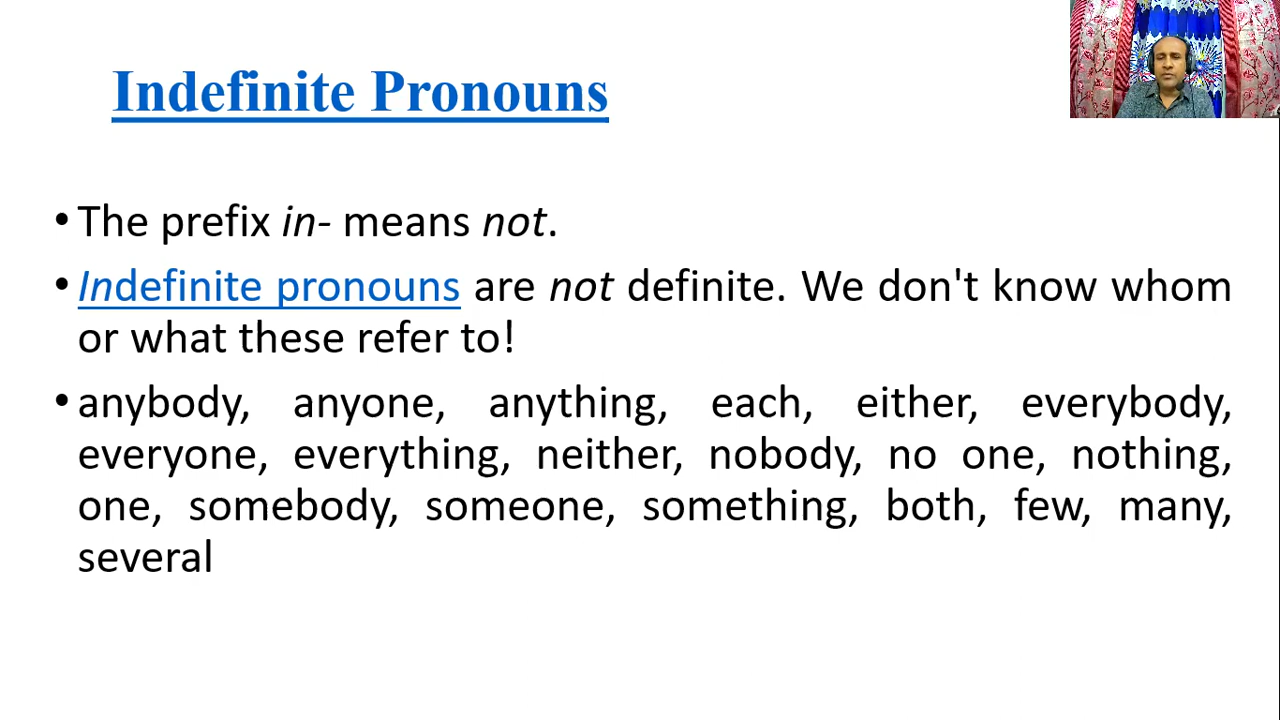 Indefinite Pronouns
• The prefix in- means not.
• Indefinite pronouns are not definite. We don't know whom
or what these refer to!
• anybody, anyone, anything, each, either, everybody,
everyone, everything, neither, nobody, no one, nothing,
one, somebody, someone, something, both, few, many,
several